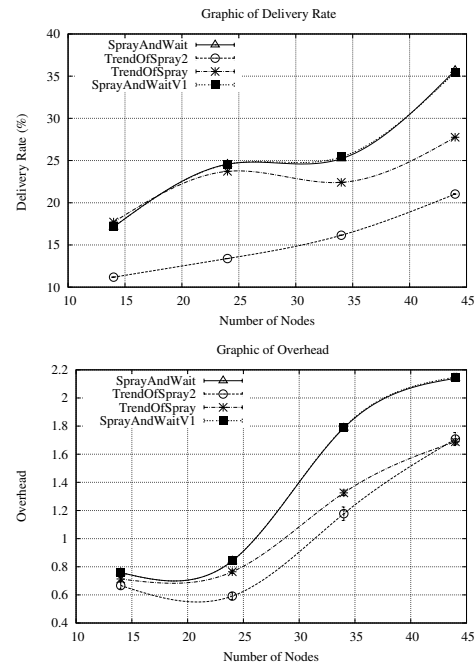 Graphic of Delivery Rate
40
35
30
25
20
15
10
Delivery Rate (%)
SprayAndWait
TrendOfSpray2
TrendOfSpray
SprayAndWaitV1
10 15 20 25 30 35 40 45
Number of Nodes
Graphic of Overhead
2.2
2
1.8
1.6
1.4
1.2
1
0.8
0.6
0.4
Overhead
SprayAndWait
TrendOfSpray2
TrendOfSpray
SprayAndWaitV1
10 15 20 25 30 35 40 45
Number of Nodes